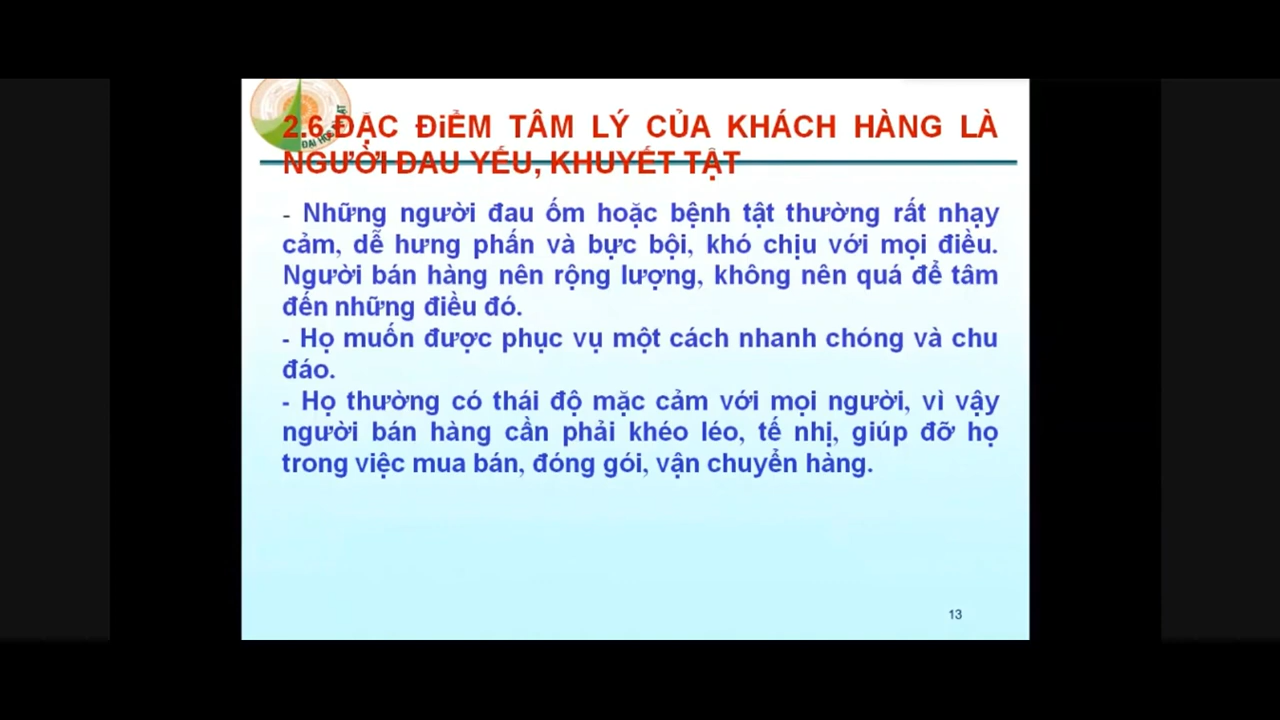 2.6.ĐẶC ĐiỂM TÂM LÝ CỦA KHÁCH HÀNG LÀ
NGƯỜI ĐAU YẾU, KHUYẾT TẬT
- Những người đau ốm hoặc bệnh tật thường rất nhạy
cảm, dễ hưng phấn và bực bội, khó chịu với mọi điều.
Người bán hàng nên rộng lượng, không nên quá để tâm
đến những điều đó.
- Họ muốn được phục vụ một cách nhanh chóng và chu
đáo.
- Họ thường có thái độ mặc cảm với mọi người, vì vậy
người bán hàng cần phải khéo léo, tế nhị, giúp đỡ họ
trong việc mua bán, đóng gói, vận chuyển hàng.
13